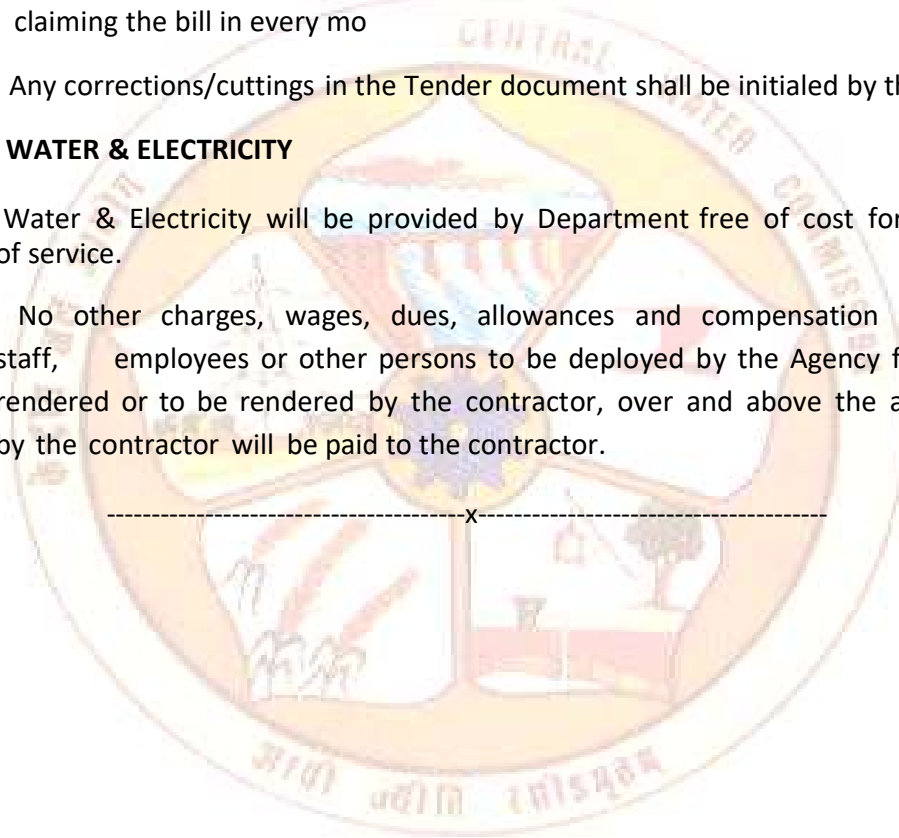 claiming the bill in every mo
Any corrections/cuttings in the Tender document shall be initialed by th
WATER & ELECTRICITY
Water & Electricity will be provided by Department free of cost for
of service.
No other charges, wages, dues, allowances and compensation
staff, employees or other persons to be deployed by the Agency f
rendered or to be rendered by the contractor, over and above the a
by the contractor will be paid to the contractor.
----------------------------------------x---------------------------------------
CENTRAL WATER COMMISSION